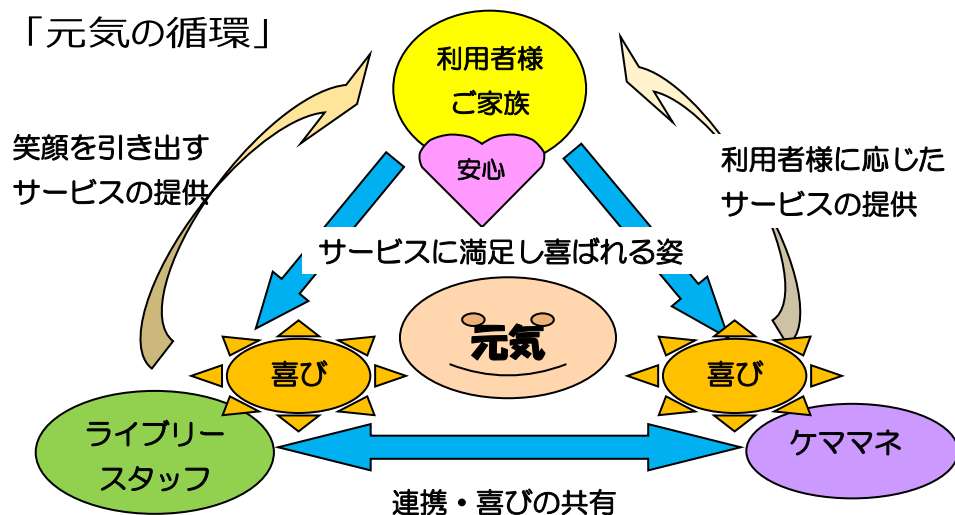 「元気の循環」
利用者様
ご家族
安心
笑顔を引き出す
サービスの提供
利用者様に応じた
サービスの提供
サービスに満足し喜ばれる姿
元気
喜び
喜び
ライブリー
スタッフ
ケママネ
連携・喜びの共有